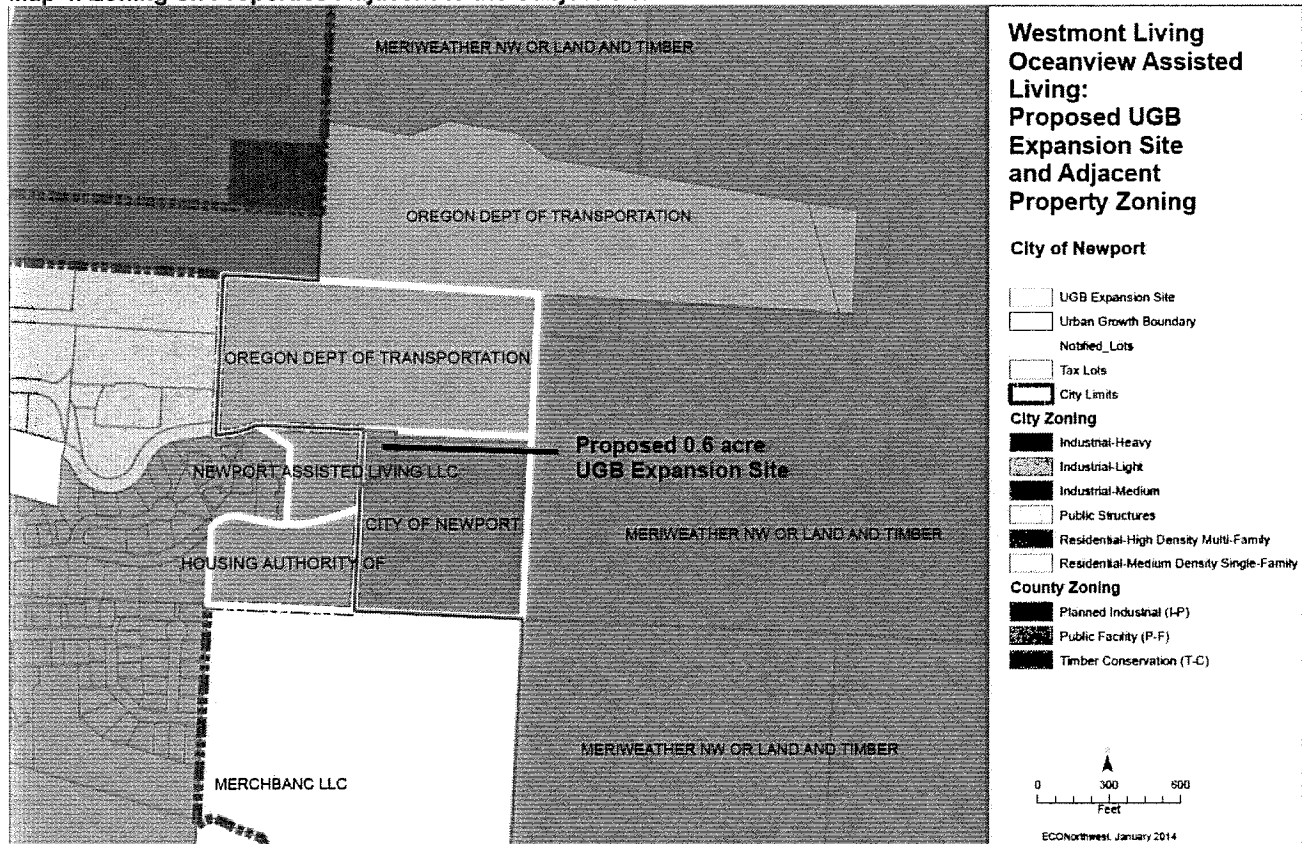 MERIWEATHER NW OR LAND AND TIMBER
OREGON DEPT OF TRANSPORTATION
OREGON DEPT OF TRANSPORTATION
Proposed 0.6 acre
UGB Expansion Site
NEWPORT ASSISTED LIVING LLC
CITY OF NEWPORT
MERIWEATHER NW OR LAND AND TIMBER
HOUSING AUTHORITY OF
MERIWEATHER NW OR LAND AND TIMBER
MERCHBANC LLC
Westmont Living
Oceanview Assisted
Living:
Proposed UGB
Expansion Site
and Adjacent
Property Zoning
City of Newport
UGB Expansion Site
Urban Growth Boundary
Notified_Lots
Tax Lots
City Limits
City Zoning
Industrial-Heavy
Industrial-Light
Industrial-Medium
Public Structures
Residential-High Density Multi-Family
Residential-Medium Density Single-Family
County Zoning
Planned Industrial (I-P)
Public Facility (P-F)
Timber Conservation (T-C)
0 300 600
Feet
ECONorthwest, January 2014